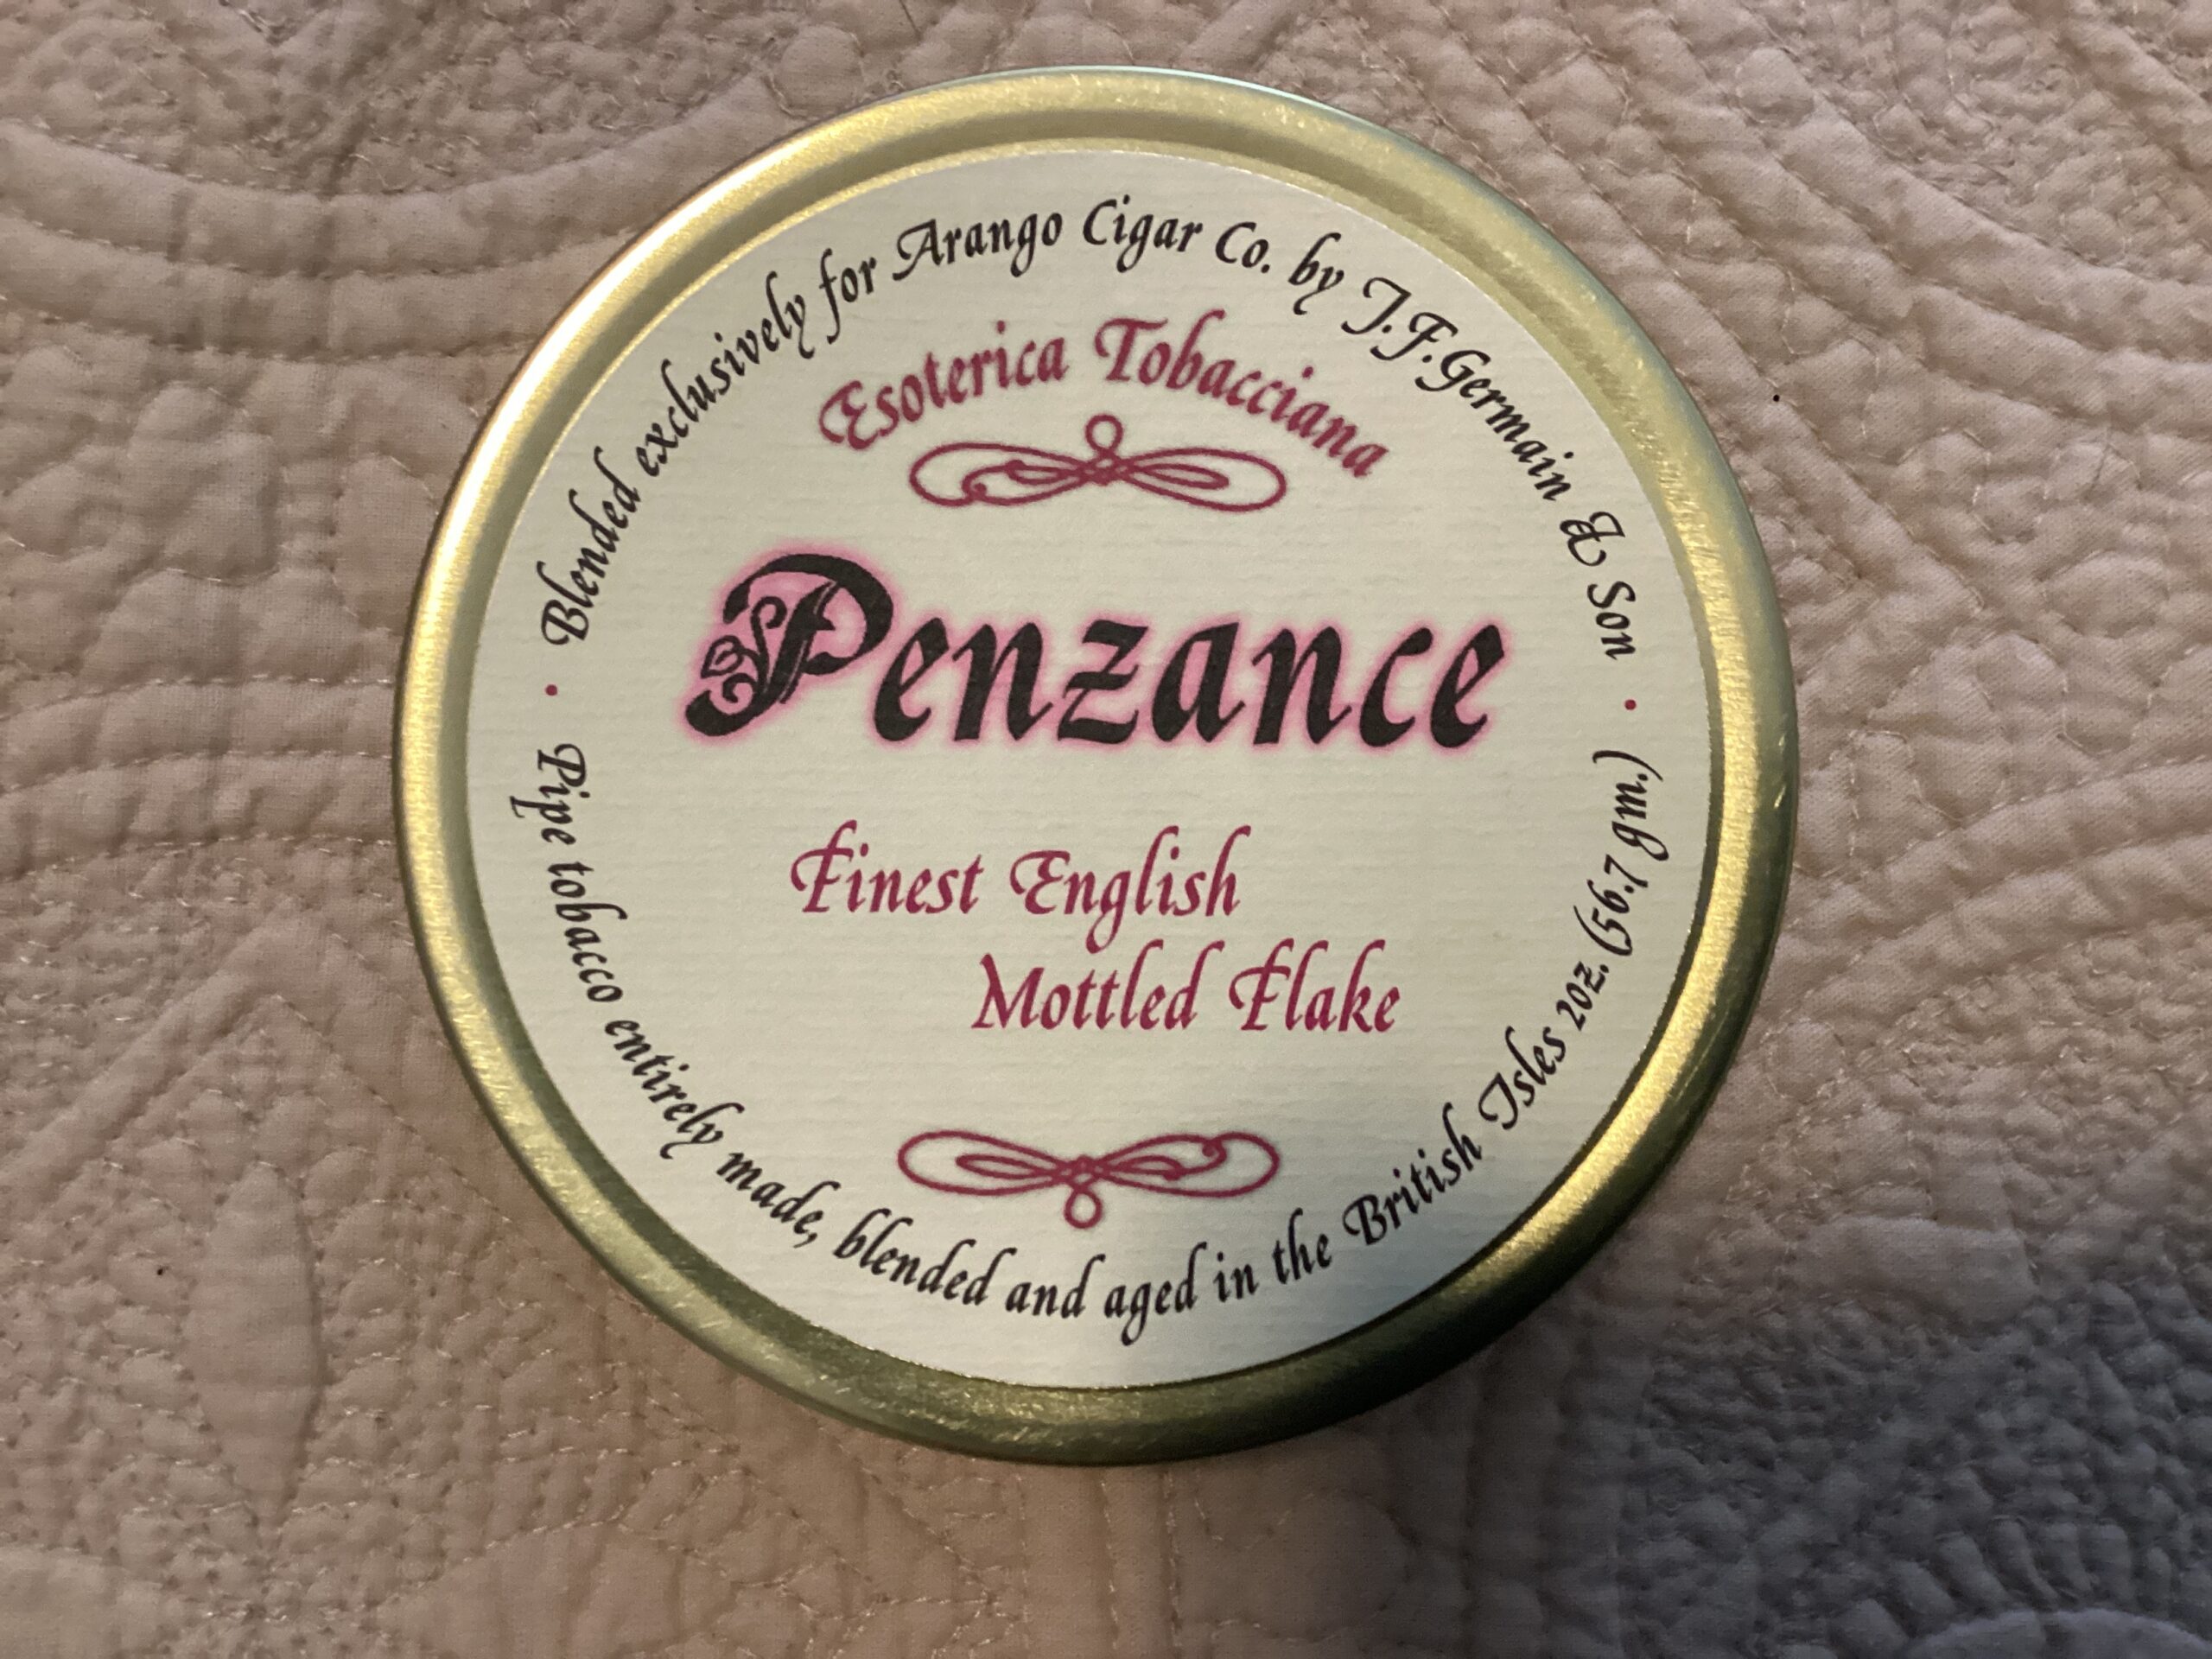 Blended exclusively for Arango Cigar Co. by J.F.Germain & Son
Esoterica Tobacciana
Penzance
Finest English
Mottled Flake
Pipe tobacco entirely made, blended and aged in the British Isles 2oz. (56.7 gm.)